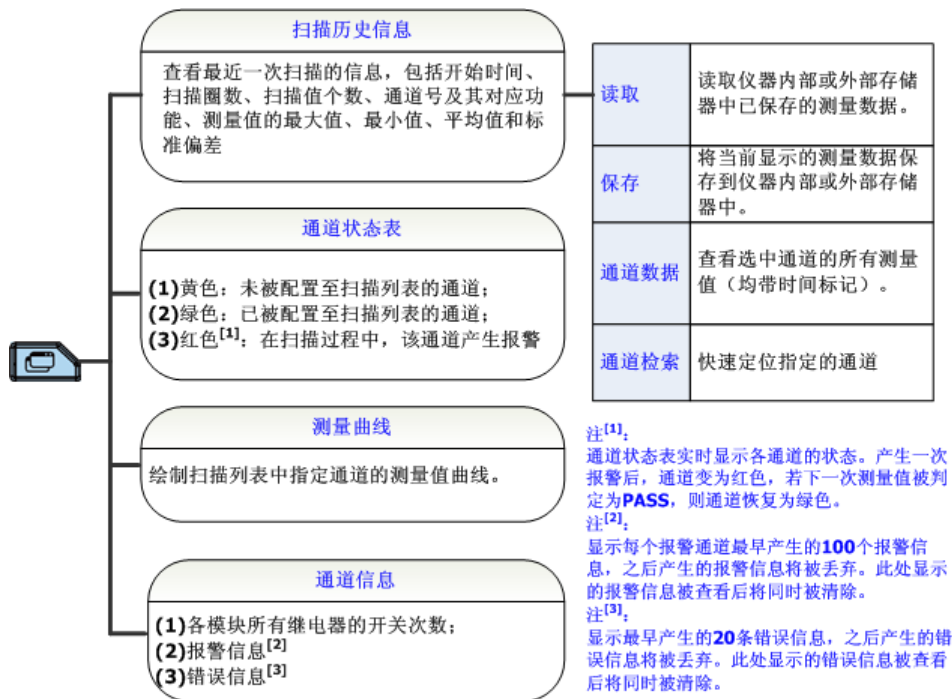 扫描历史信息
查看最近一次扫描的信息，包括开始时间、
扫描圈数、扫描值个数、通道号及其对应功
能、测量值的最大值、最小值、平均值和标
准偏差
读取
读取仪器内部或外部存储
器中已保存的测量数据。
保存
将当前显示的测量数据保
存到仪器内部或外部存储
器中。
通道数据
查看选中通道的所有测量
值（均带时间标记）。
通道检索
快速定位指定的通道
通道状态表
(1)黄色：未被配置至扫描列表的通道；
(2)绿色：已被配置至扫描列表的通道；
(3)红色[1]：在扫描过程中，该通道产生报警
测量曲线
绘制扫描列表中指定通道的测量值曲线。
通道信息
(1)各模块所有继电器的开关次数；
(2)报警信息[2]
(3)错误信息[3]
注[1]：
通道状态表实时显示各通道的状态。产生一次
报警后，通道变为红色，若下一次测量值被判
定为PASS，则通道恢复为绿色。
注[2]：
显示每个报警通道最早产生的100个报警信
息，之后产生的报警信息将被丢弃。此处显示
的报警信息被查看后将同时被清除。
注[3]：
显示最早产生的20条错误信息，之后产生的错
误信息将被丢弃。此处显示的错误信息被查看
后将同时被清除。